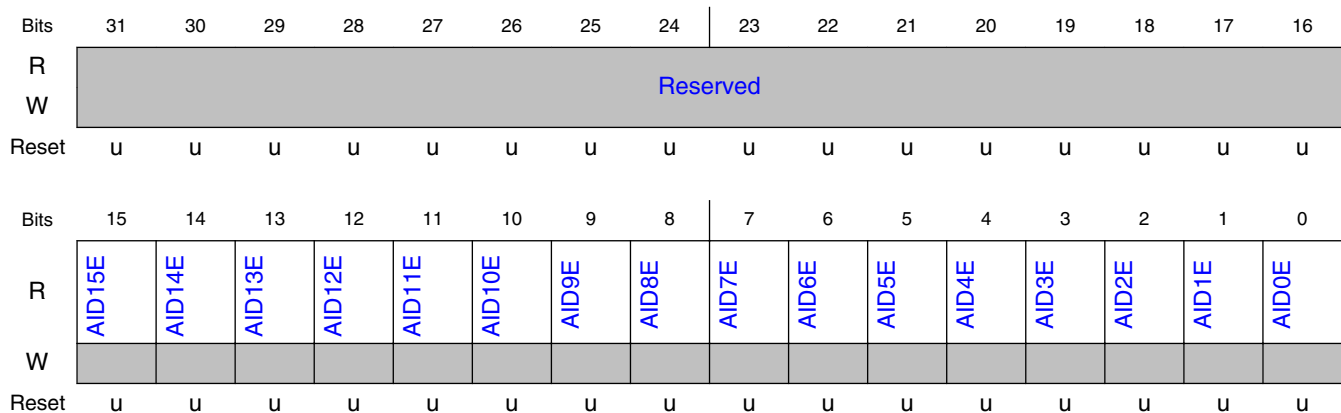 Bits 31 30 29 28 27 26 25 24 23 22 21 20 19 18 17 16
R
Reserved
W
Reset u u u u u u u u u u u u u u u u
Bits 15 14 13 12 11 10 9 8 7 6 5 4 3 2 1 0
R AID15E AID14E AID13E AID12E AID11E AID10E AID9E AID8E AID7E AID6E AID5E AID4E AID3E AID2E AID1E AID0E
W
Reset u u u u u u u u u u u u u u u u